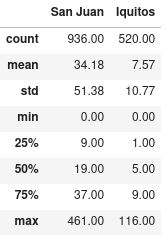 San Juan Iquitos
count 936.00 520.00
mean 34.18 7.57
std 51.38 10.77
min 0.00 0.00
25% 9.00 1.00
50% 19.00 5.00
75% 37.00 9.00
max 461.00 116.00